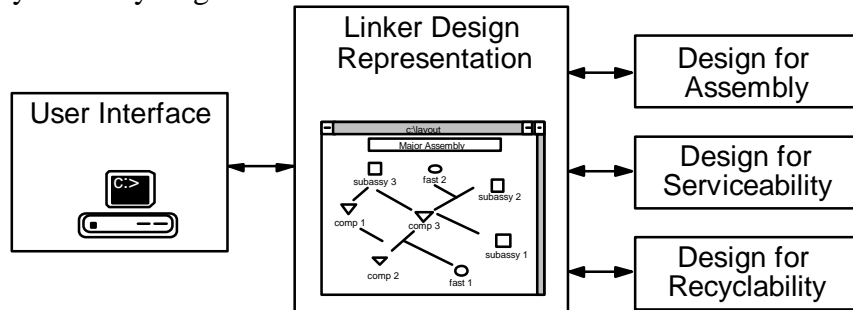 User Interface
C:>
Linker Design
Representation
c:\layout
Major Assembly
subassy 3
fast 2
subassy 2
comp 1
comp 3
subassy 1
comp 2
fast 1
Design for
Assembly
Design for
Serviceability
Design for
Recyclability